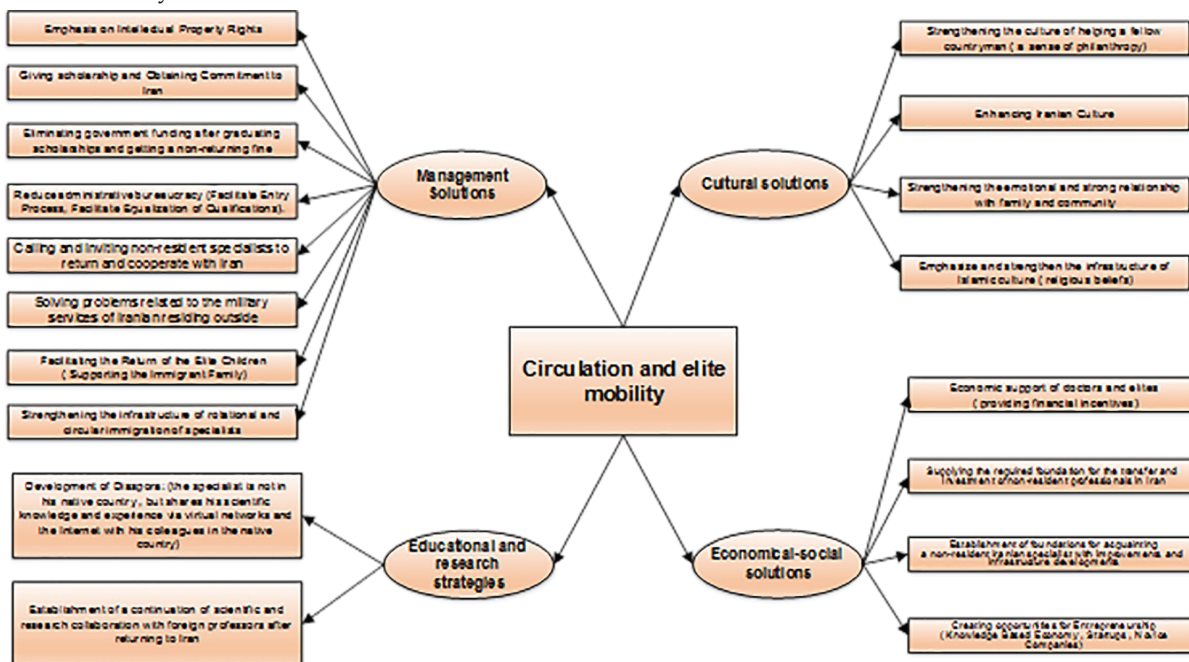 Emphasis on Intellectual Property Rights
Giving scholarship and Obtaining Commitment to
Iran
Eliminating government funding after graduating
scholarships and getting a non-returning fine
Reduce administrative bureaucracy (Facilitate Entry
Process, Facilitate Equalization of Qualifications).
Calling and inviting non-resident specialists to
return and cooperate with Iran
Solving problems related to the military
services of Iranian residing outside
Facilitating the Return of the Elite Children
( Supporting the Immigrant Family)
Strengthening the infrastructure of rotational and
circular immigration of specialists
Management
Solutions
Strengthening the culture of helping a fellow
countryman ( a sense of philanthropy)
Enhancing Iranian Culture
Strengthening the emotional and strong relationship
with family and community
Emphasize and strengthen the infrastructure of
Islamic culture ( religious beliefs)
Cultural solutions
Circulation and elite
mobility
Development of Diaspora: (the specialist is not in
his native country, but shares his scientific
knowledge and experience via virtual networks and
the Internet with his colleagues in the native
country)
Establishment of a continuation of scientific and
research collaboration with foreign professors after
returning to Iran
Educational and
research
strategies
Economical-social
solutions
Economic support of doctors and elites
( providing financial incentives)
Supplying the required foundation for the transfer and
investment of non-resident professionals in Iran
Establishment of foundations for acquainting
a non-resident Iranian specialist with improvements and
infrastructure developments
Creating opportunities for Entrepreneurship
( Knowledge Based Economy, Startups, Novice
Companies)